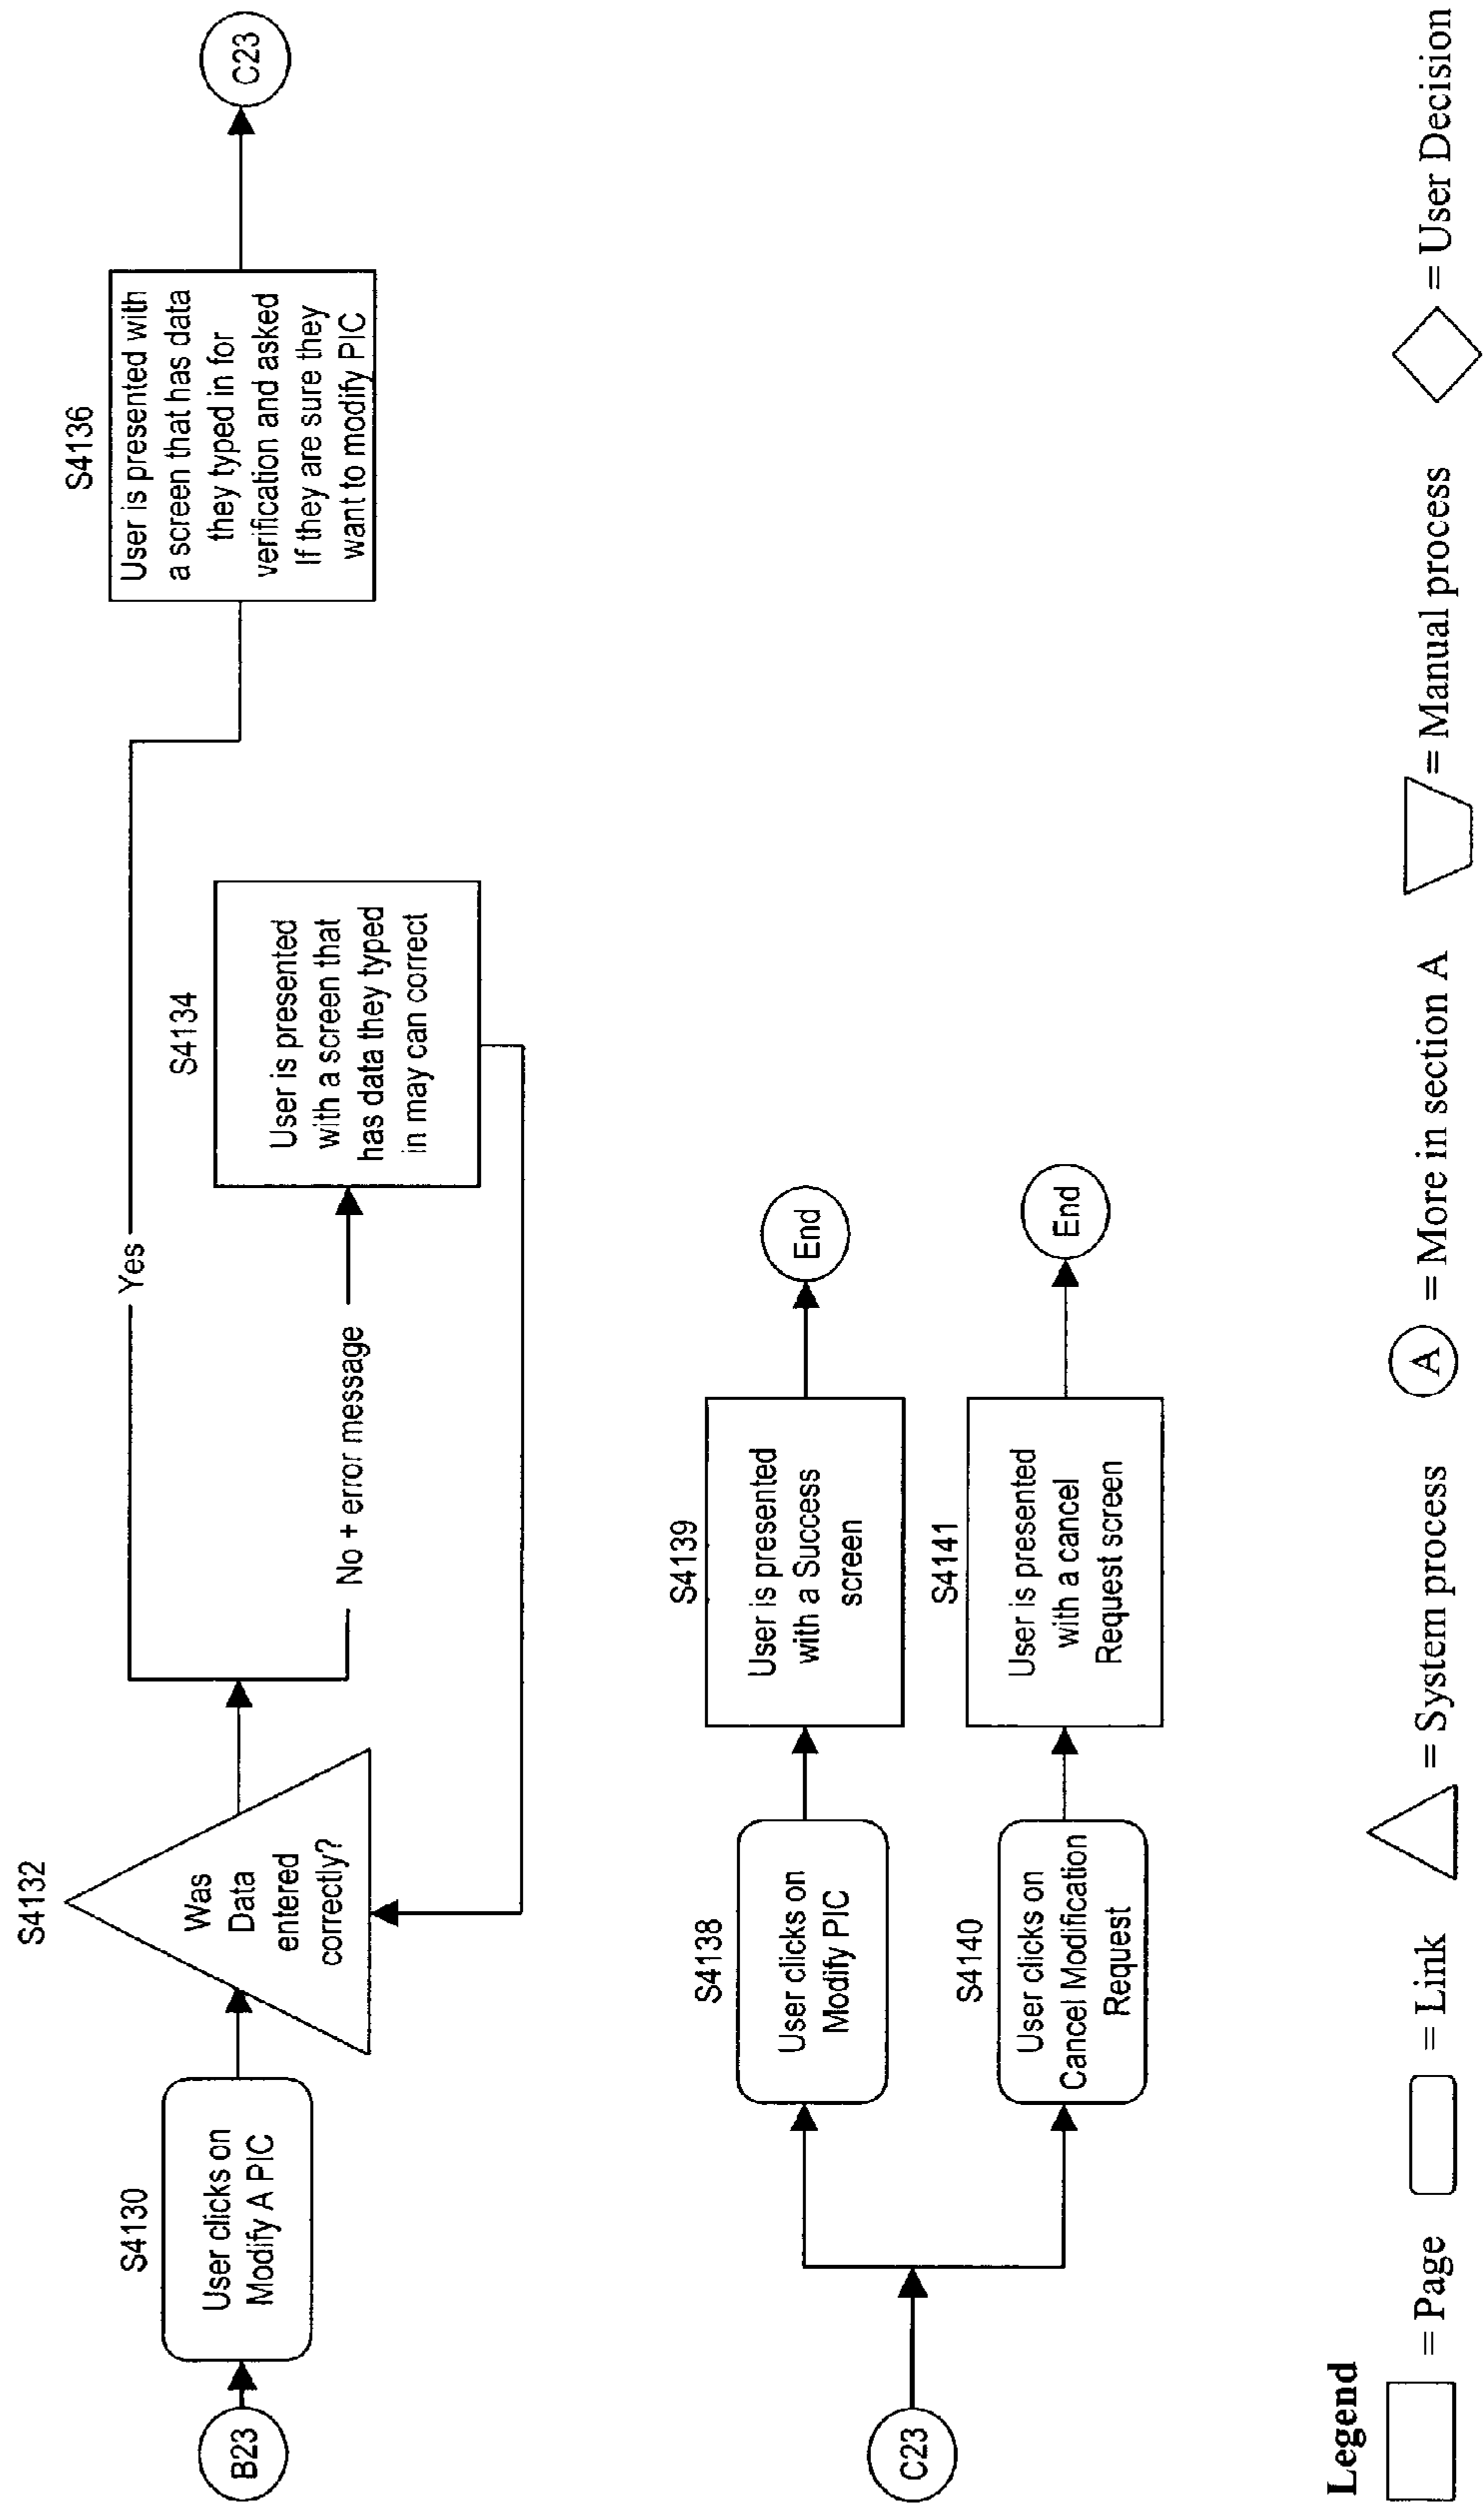 B23
S4130
User clicks on
Modify A PIC
S4132
Was
Data
entered
correctly?
Yes
No + error message
S4134
User is presented
with a screen that
has data they typed
in may can correct
S4136
User is presented with
a screen that has data
they typed in for
verification and asked
If they are sure they
want to modify PIC
C23
C23
S4138
User clicks on
Modify PIC
S4139
User is presented
with a Success
screen
End
S4140
User clicks on
Cancel Modification
Request
S4141
User is presented
with a cancel
Request screen
End
Legend
= Page
= Link
= System process
A = More in section A
= Manual process
= User Decision